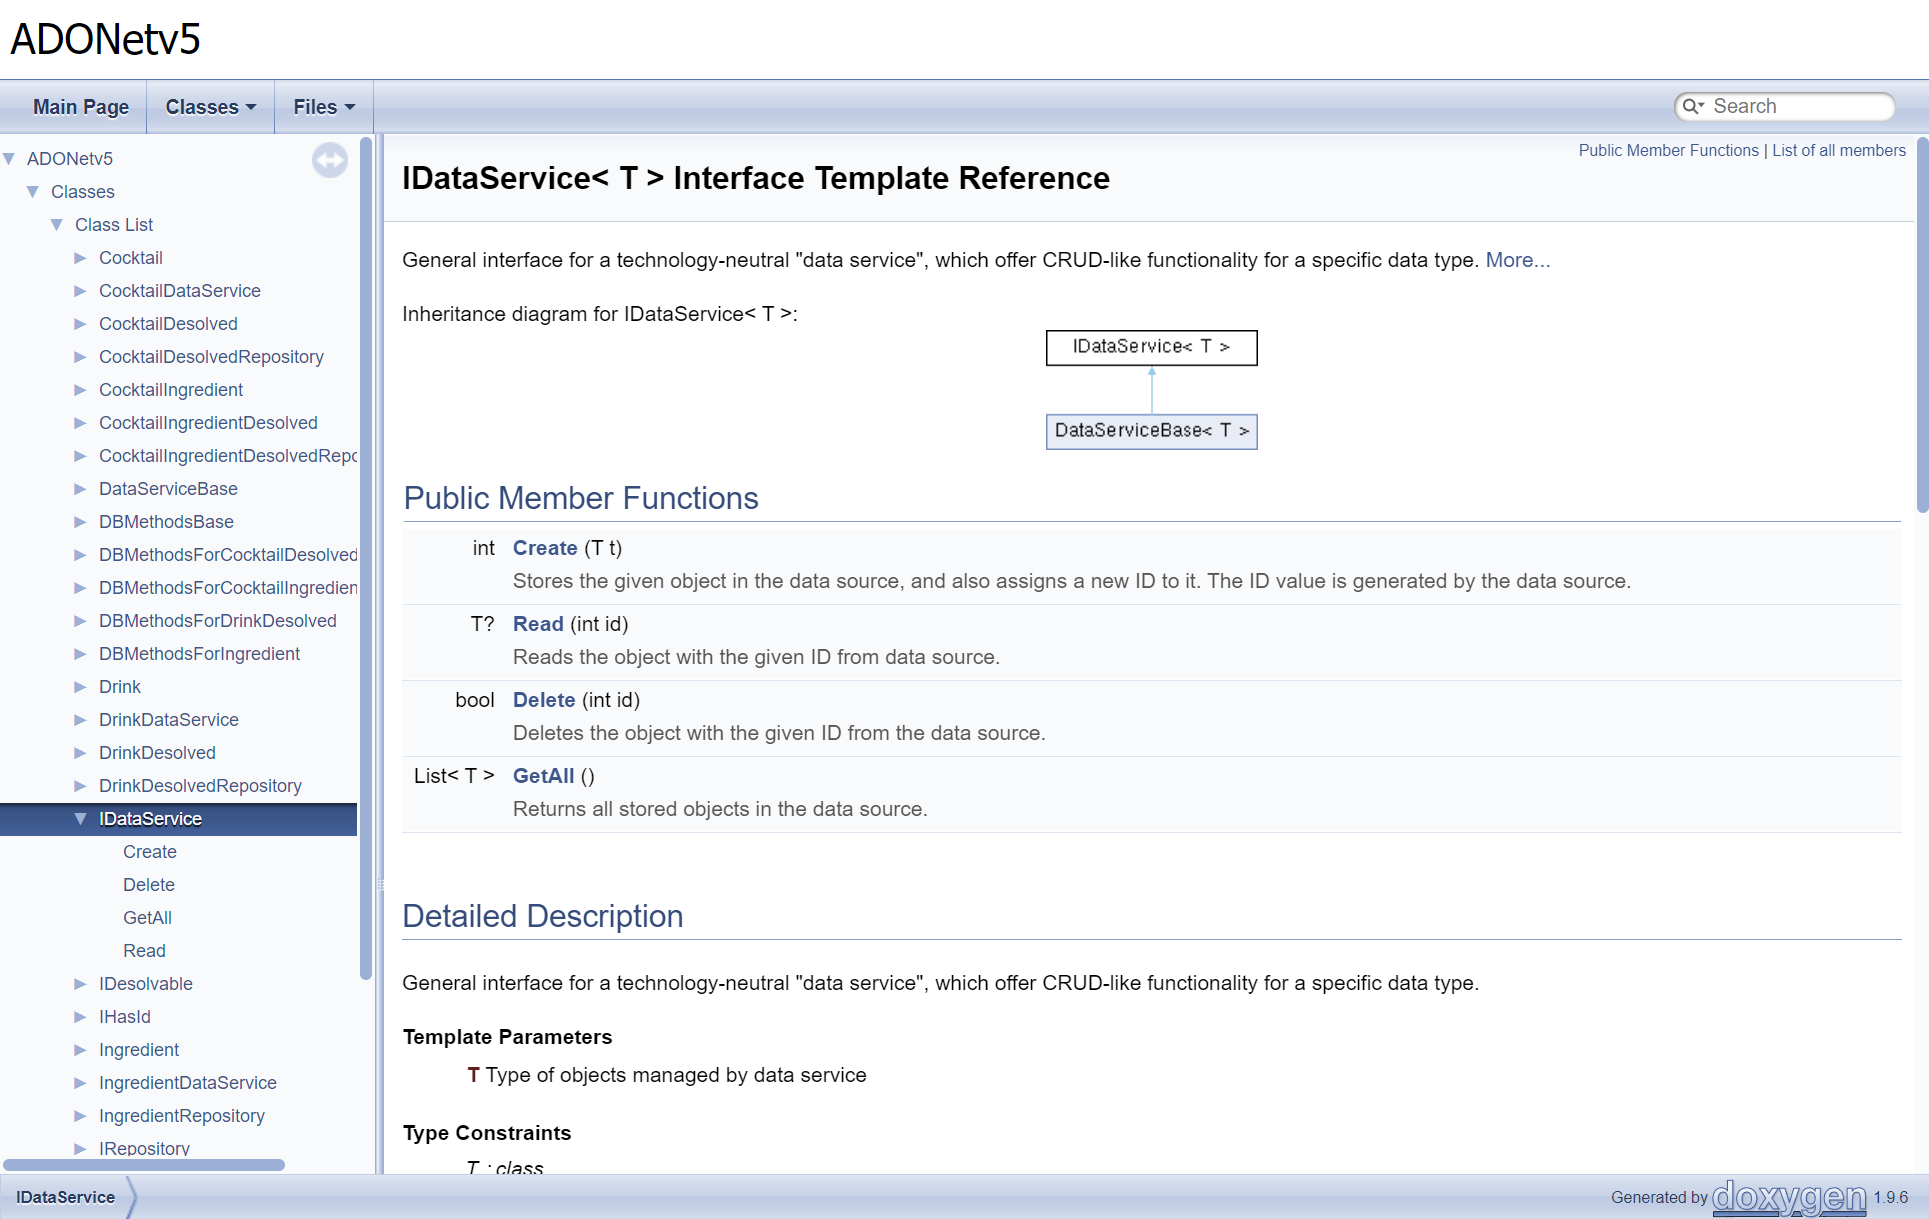 ADONetv5
Main Page
Classes
Files
Search
ADONetv5
Classes
Class List
Cocktail
CocktailDataService
CocktailDesolved
CocktailDesolvedRepository
CocktailIngredient
CocktailIngredientDesolved
CocktailIngredientDesolvedRepo
DataServiceBase
DBMethodsBase
DBMethodsForCocktailDesolved
DBMethodsForCocktailIngredien
DBMethodsForDrinkDesolved
DBMethodsForIngredient
Drink
DrinkDataService
DrinkDesolved
DrinkDesolvedRepository
IDataService
Create
Delete
GetAll
Read
IDesolvable
IHasId
Ingredient
IngredientDataService
IngredientRepository
IRepository
Public Member Functions | List of all members
IDataService< T > Interface Template Reference
General interface for a technology-neutral "data service", which offer CRUD-like functionality for a specific data type. More...
Inheritance diagram for IDataService< T >:
IDataService< T >
DataServiceBase< T >
Public Member Functions
int Create (T t)
Stores the given object in the data source, and also assigns a new ID to it. The ID value is generated by the data source.
T? Read (int id)
Reads the object with the given ID from data source.
bool Delete (int id)
Deletes the object with the given ID from the data source.
List< T > GetAll ()
Returns all stored objects in the data source.
Detailed Description
General interface for a technology-neutral "data service", which offer CRUD-like functionality for a specific data type.
Template Parameters
T Type of objects managed by data service
Type Constraints
T : class
IDataService
Generated by doxygen 1.9.6